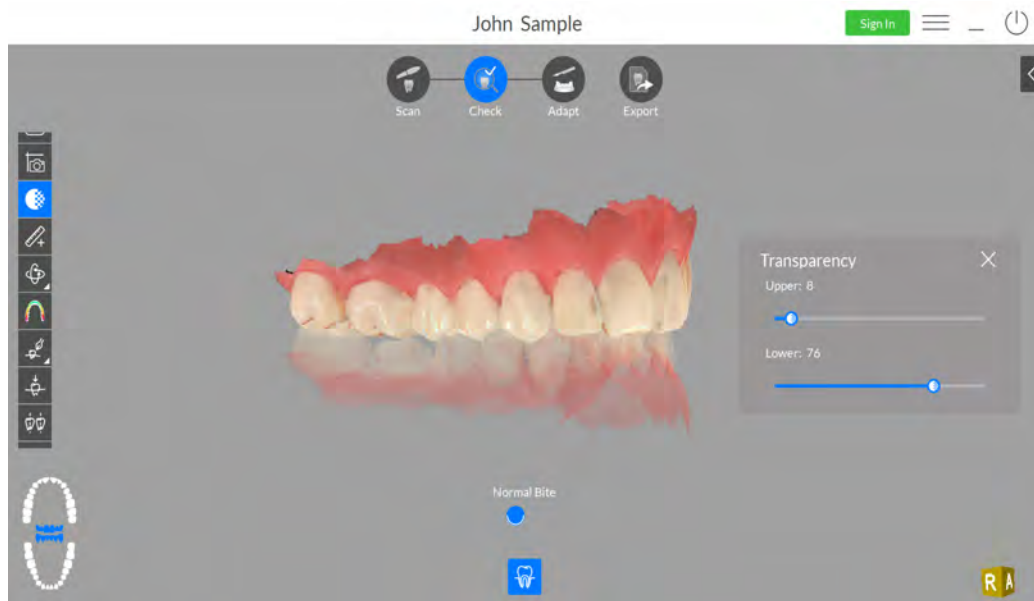 John Sample
Sign In
Scan
Check
Adapt
Export
Transparency
Upper: 8
Lower: 76
Normal Bite
R A